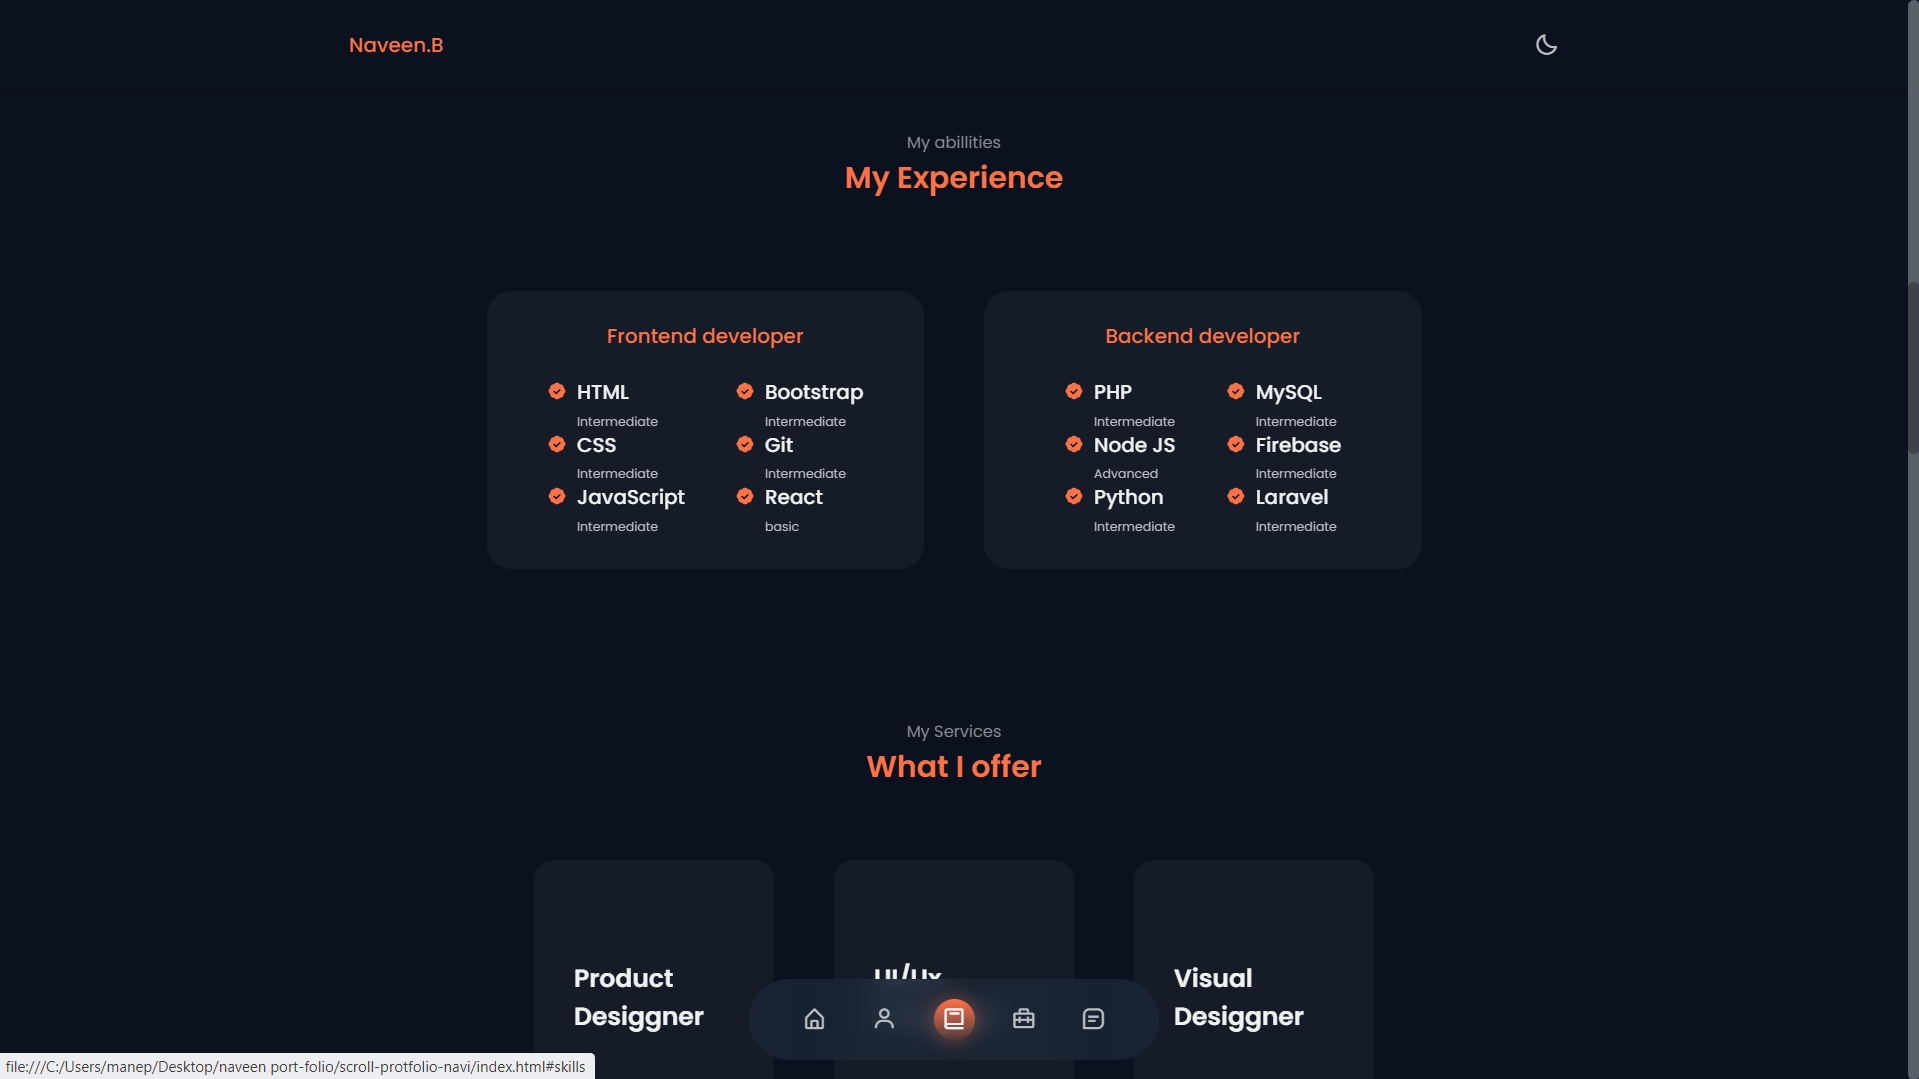 Naveen.B
My abillities
My Experience
Frontend developer
HTML
Intermediate
CSS
Intermediate
JavaScript
Intermediate
Bootstrap
Intermediate
Git
Intermediate
React
basic
Backend developer
PHP
Intermediate
Node JS
Advanced
Python
Intermediate
MySQL
Intermediate
Firebase
Intermediate
Laravel
Intermediate
My Services
What I offer
Product
Desiggner
UI/Ux
Visual
Desiggner
file:///C:/Users/manep/Desktop/naveen port-folio/scroll-protfolio-navi/index.html#skills